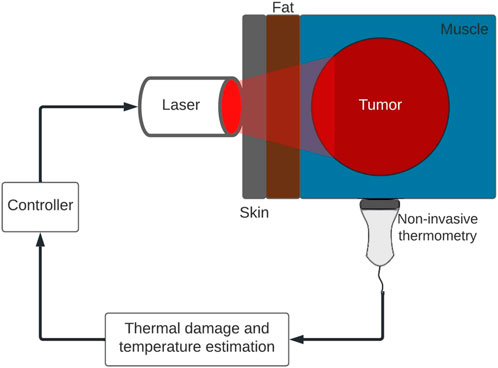 Fat
Muscle
Laser
Tumor
Skin
Controller
Non-invasive
thermometry
Thermal damage and
temperature estimation